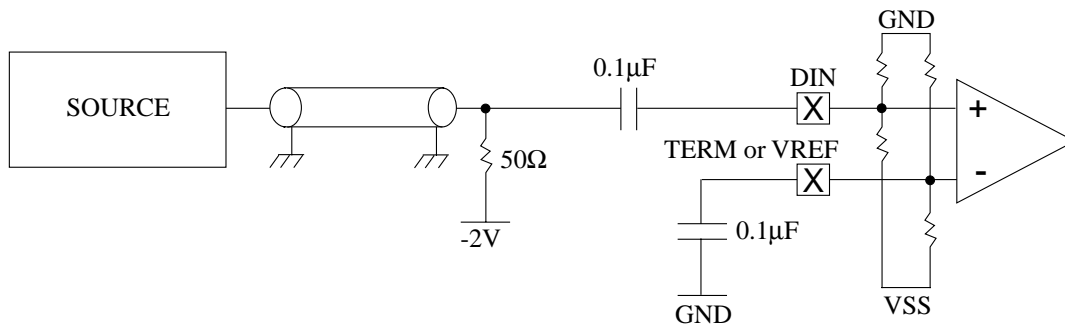 GND
0.1µF
DIN
SOURCE
X
+
TERM or VREF
50Ω
X
-
-2V
0.1µF
VSS
GND